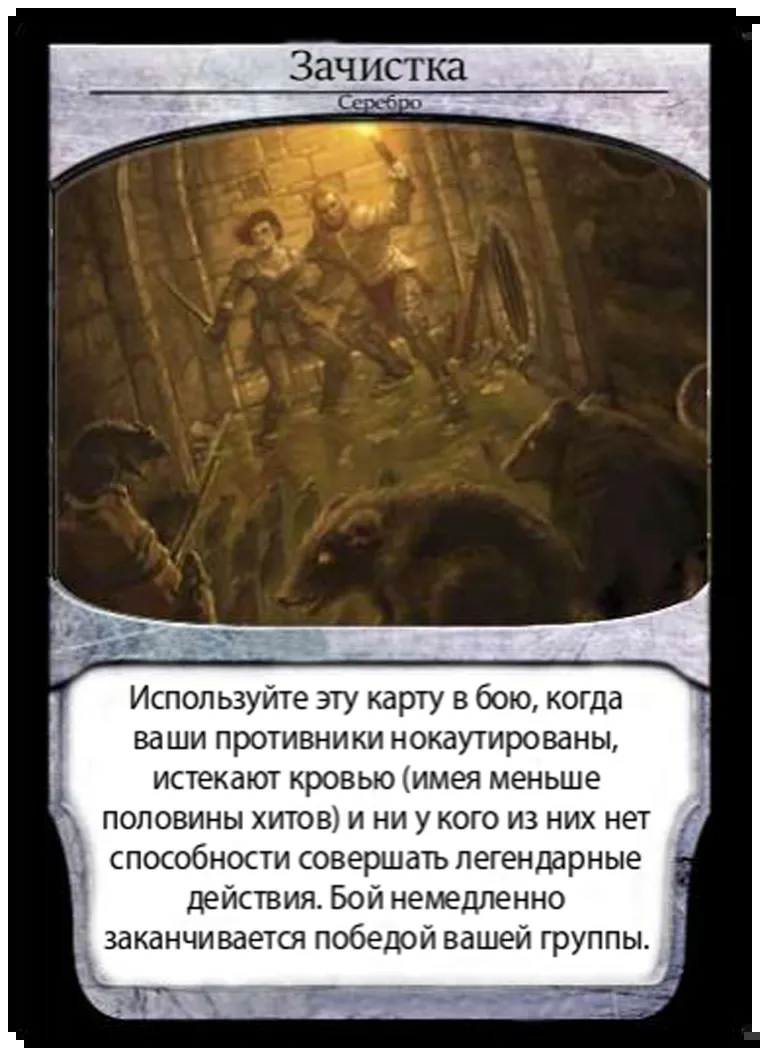 Зачистка
Серебро
Используйте эту карту в бою, когда
ваши противники нокаутированы,
истекают кровью (имея меньше
половины хитов) и ни у кого из них нет
способности совершать легендарные
действия. Бой немедленно
заканчивается победой вашей группы.